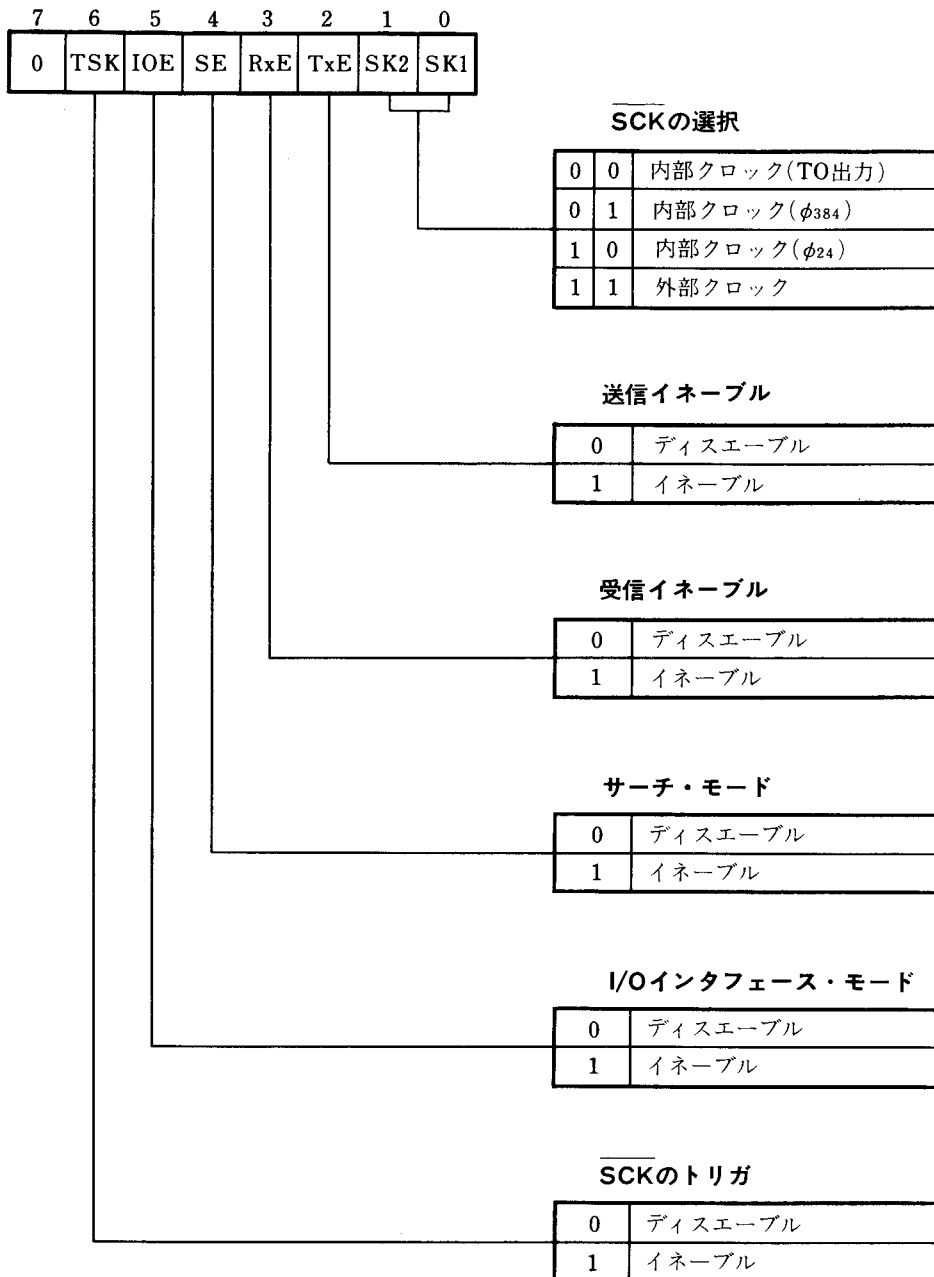 7 6 5 4 3 2 1 0
0 TSK IOE SE RxE TxE SK2 SK1
SCKの選択
0 0 内部クロック(TO出力)
0 1 内部クロック(φ384)
1 0 内部クロック(φ24)
1 1 外部クロック
送信イネーブル
0 ディスエーブル
1 イネーブル
受信イネーブル
0 ディスエーブル
1 イネーブル
サーチ・モード
0 ディスエーブル
1 イネーブル
I/Oインタフェース・モード
0 ディスエーブル
1 イネーブル
SCKのトリガ
0 ディスエーブル
1 イネーブル